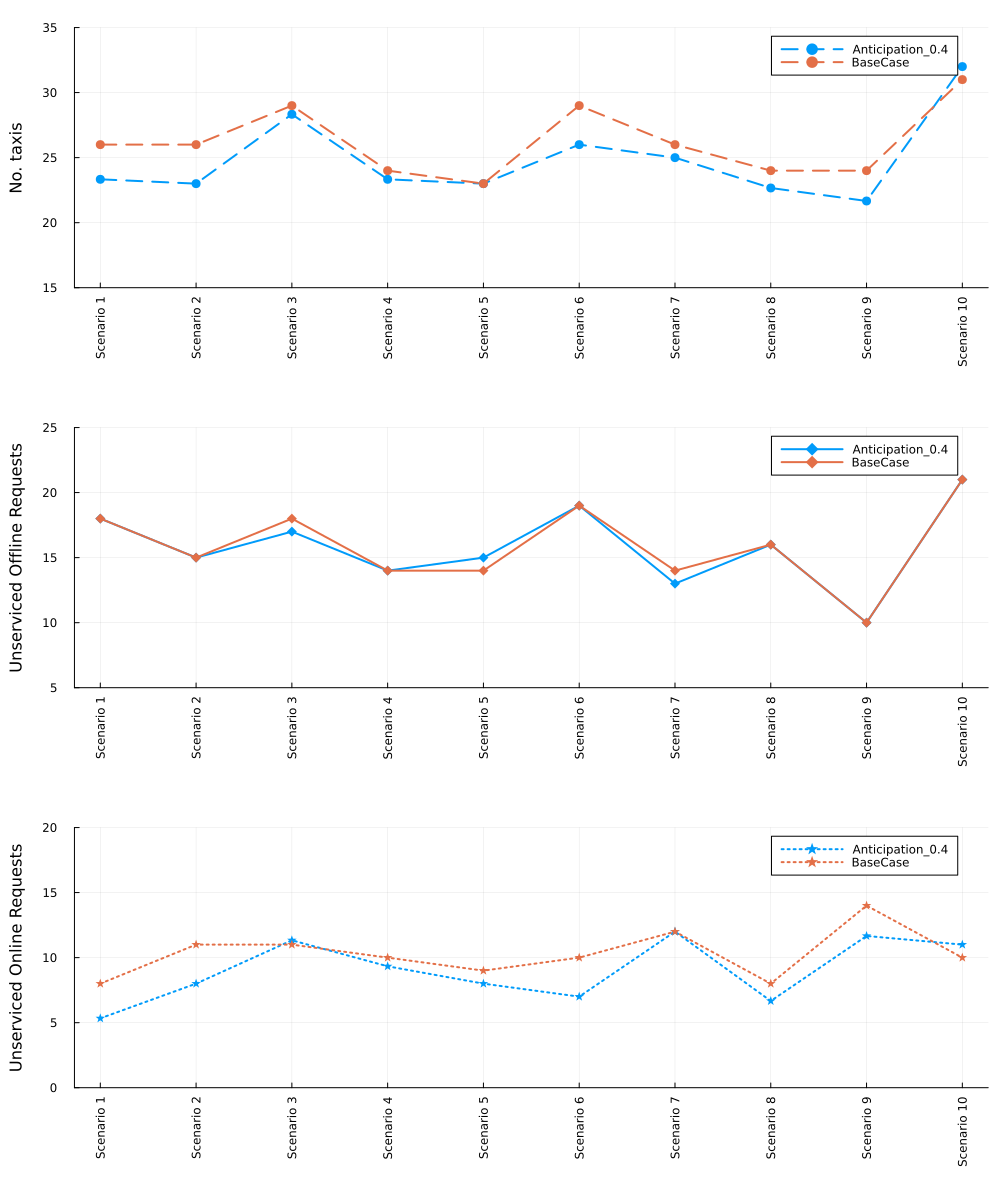 No. taxis
35
30
25
20
15
Anticipation_0.4
BaseCase
Scenario 1
Scenario 2
Scenario 3
Scenario 4
Scenario 5
Scenario 6
Scenario 7
Scenario 8
Scenario 9
Scenario 10
Unserviced Offline Requests
25
20
15
10
5
Anticipation_0.4
BaseCase
Scenario 1
Scenario 2
Scenario 3
Scenario 4
Scenario 5
Scenario 6
Scenario 7
Scenario 8
Scenario 9
Scenario 10
Unserviced Online Requests
20
15
10
5
0
Anticipation_0.4
BaseCase
Scenario 1
Scenario 2
Scenario 3
Scenario 4
Scenario 5
Scenario 6
Scenario 7
Scenario 8
Scenario 9
Scenario 10